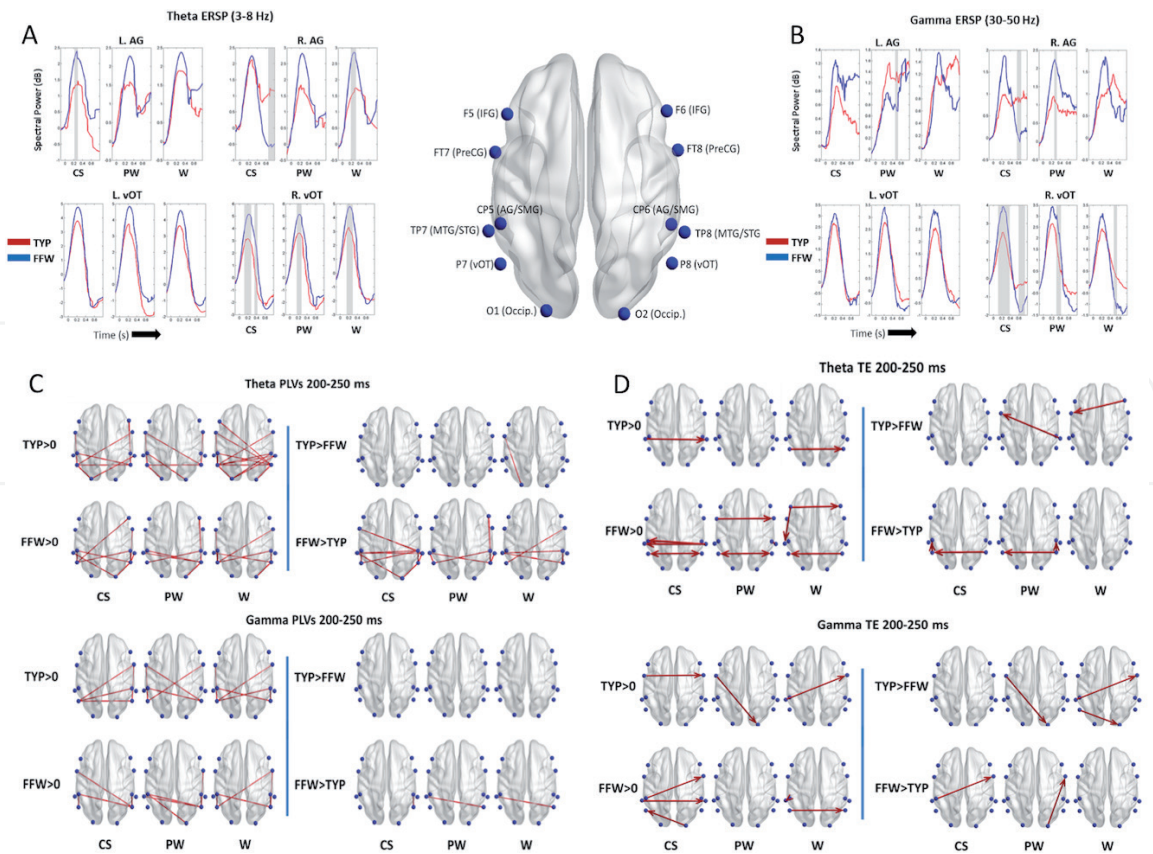 A
Theta ERSP (3-8 Hz)
L. AG
R. AG
Spectral Power (dB)
CS
PW
W
CS
PW
W
L. vOT
R. vOT
TYP
FFW
CS
PW
W
Time (s)
F5 (IFG)
F6 (IFG)
FT7 (PreCG)
FT8 (PreCG)
CP5 (AG/SMG)
CP6 (AG/SMG)
TP7 (MTG/STG)
TP8 (MTG/STG
P7 (vOT)
P8 (vOT)
O1 (Occip.)
O2 (Occip.)
B
Gamma ERSP (30-50 Hz)
L. AG
R. AG
Spectral Power (dB)
CS
PW
W
CS
PW
W
L. vOT
R. vOT
TYP
FFW
CS
PW
W
Time (s)
C
Theta PLVs 200-250 ms
TYP>0
TYP>FFW
FFW>0
FFW>TYP
CS
PW
W
CS
PW
W
Gamma PLVs 200-250 ms
TYP>0
TYP>FFW
FFW>0
FFW>TYP
CS
PW
W
CS
PW
W
D
Theta TE 200-250 ms
TYP>0
TYP>FFW
FFW>0
FFW>TYP
CS
PW
W
CS
PW
W
Gamma TE 200-250 ms
TYP>0
TYP>FFW
FFW>0
FFW>TYP
CS
PW
W
CS
PW
W